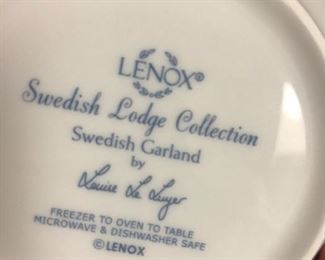 LENOX®
Swedish Lodge Collection
Swedish Garland
by
Louise Le Luyer
FREEZER TO OVEN TO TABLE
MICROWAVE & DISHWASHER SAFE
©LENOX